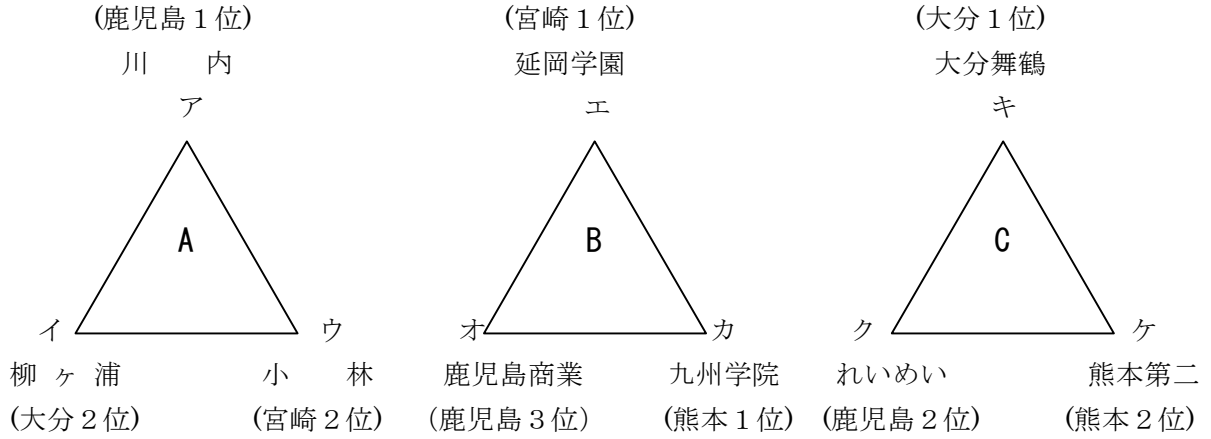 (鹿児島１位) (宮崎１位) (大分１位)
川　　内 延岡学園 大分舞鶴
ア エ キ
A B C
イ ウ オ カ ク ケ
柳 ヶ 浦 小　　林 鹿児島商業 九州学院 れいめい 熊本第二
(大分２位) (宮崎２位) (鹿児島３位） (熊本１位) (鹿児島２位) (熊本２位)